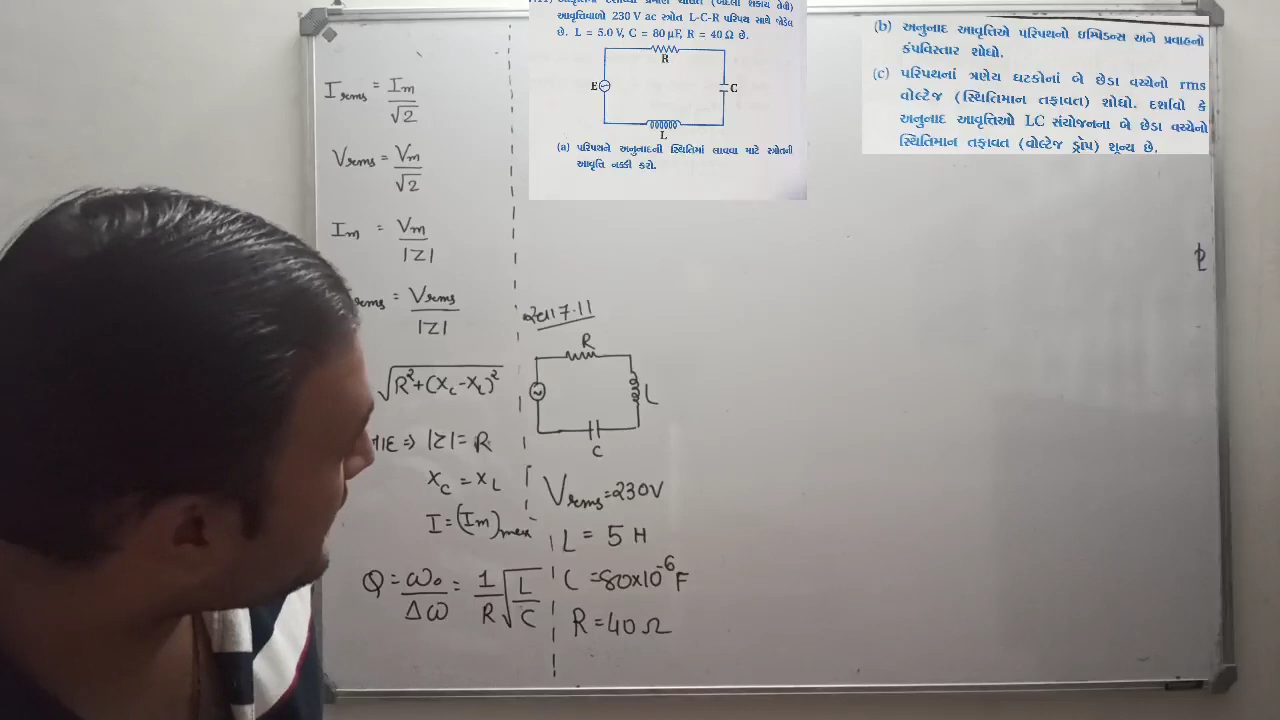 I rms = Im / √2
Vrms = Vm / √2
Im = Vm / |Z|
rms = Vrms / |Z|
√R²+(Xc-XL)²
⇒ |Z| = R
Xc = XL
I = (Im)max
Q = ω₀ / Δω = 1/R √L/C
આવૃત્તિવાળો 230 V ac સ્રોત L-C-R પરિપથ સાથે જોડેલ
છે. L = 5.0 V, C = 80 μF, R = 40 Ω છે.
R
E
C
L
(a) પરિપથને અનુનાદની સ્થિતિમાં લાવવા માટે સ્રોતની
આવૃત્તિ નક્કી કરો.
(b) અનુનાદ આવૃત્તિએ પરિપથનો ઇમ્પિડન્સ અને પ્રવાહનો
કંપવિસ્તાર શોધો.
(c) પરિપથનાં ત્રણેય ઘટકોનાં બે છેડા વચ્ચેનો rms
વોલ્ટેજ (સ્થિતિમાન તફાવત) શોધો. દર્શાવો કે
અનુનાદ આવૃત્તિઓ LC સંયોજનના બે છેડા વચ્ચેનો
સ્થિતિમાન તફાવત (વોલ્ટેજ ડ્રૉપ) શૂન્ય છે.
7.11
R
L
C
Vrms = 230V
L = 5 H
C = 80x10⁻⁶ F
R = 40 Ω